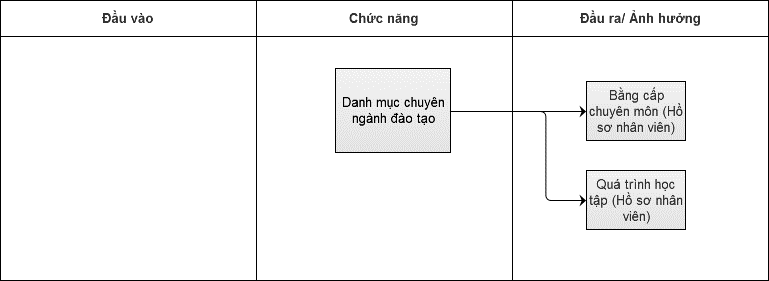 Đầu vào
Chức năng
Đầu ra/ Ảnh hưởng
Danh mục chuyên
ngành đào tạo
Bằng cấp
chuyên môn (Hồ
sơ nhân viên)
Quá trình học
tập (Hồ sơ nhân
viên)